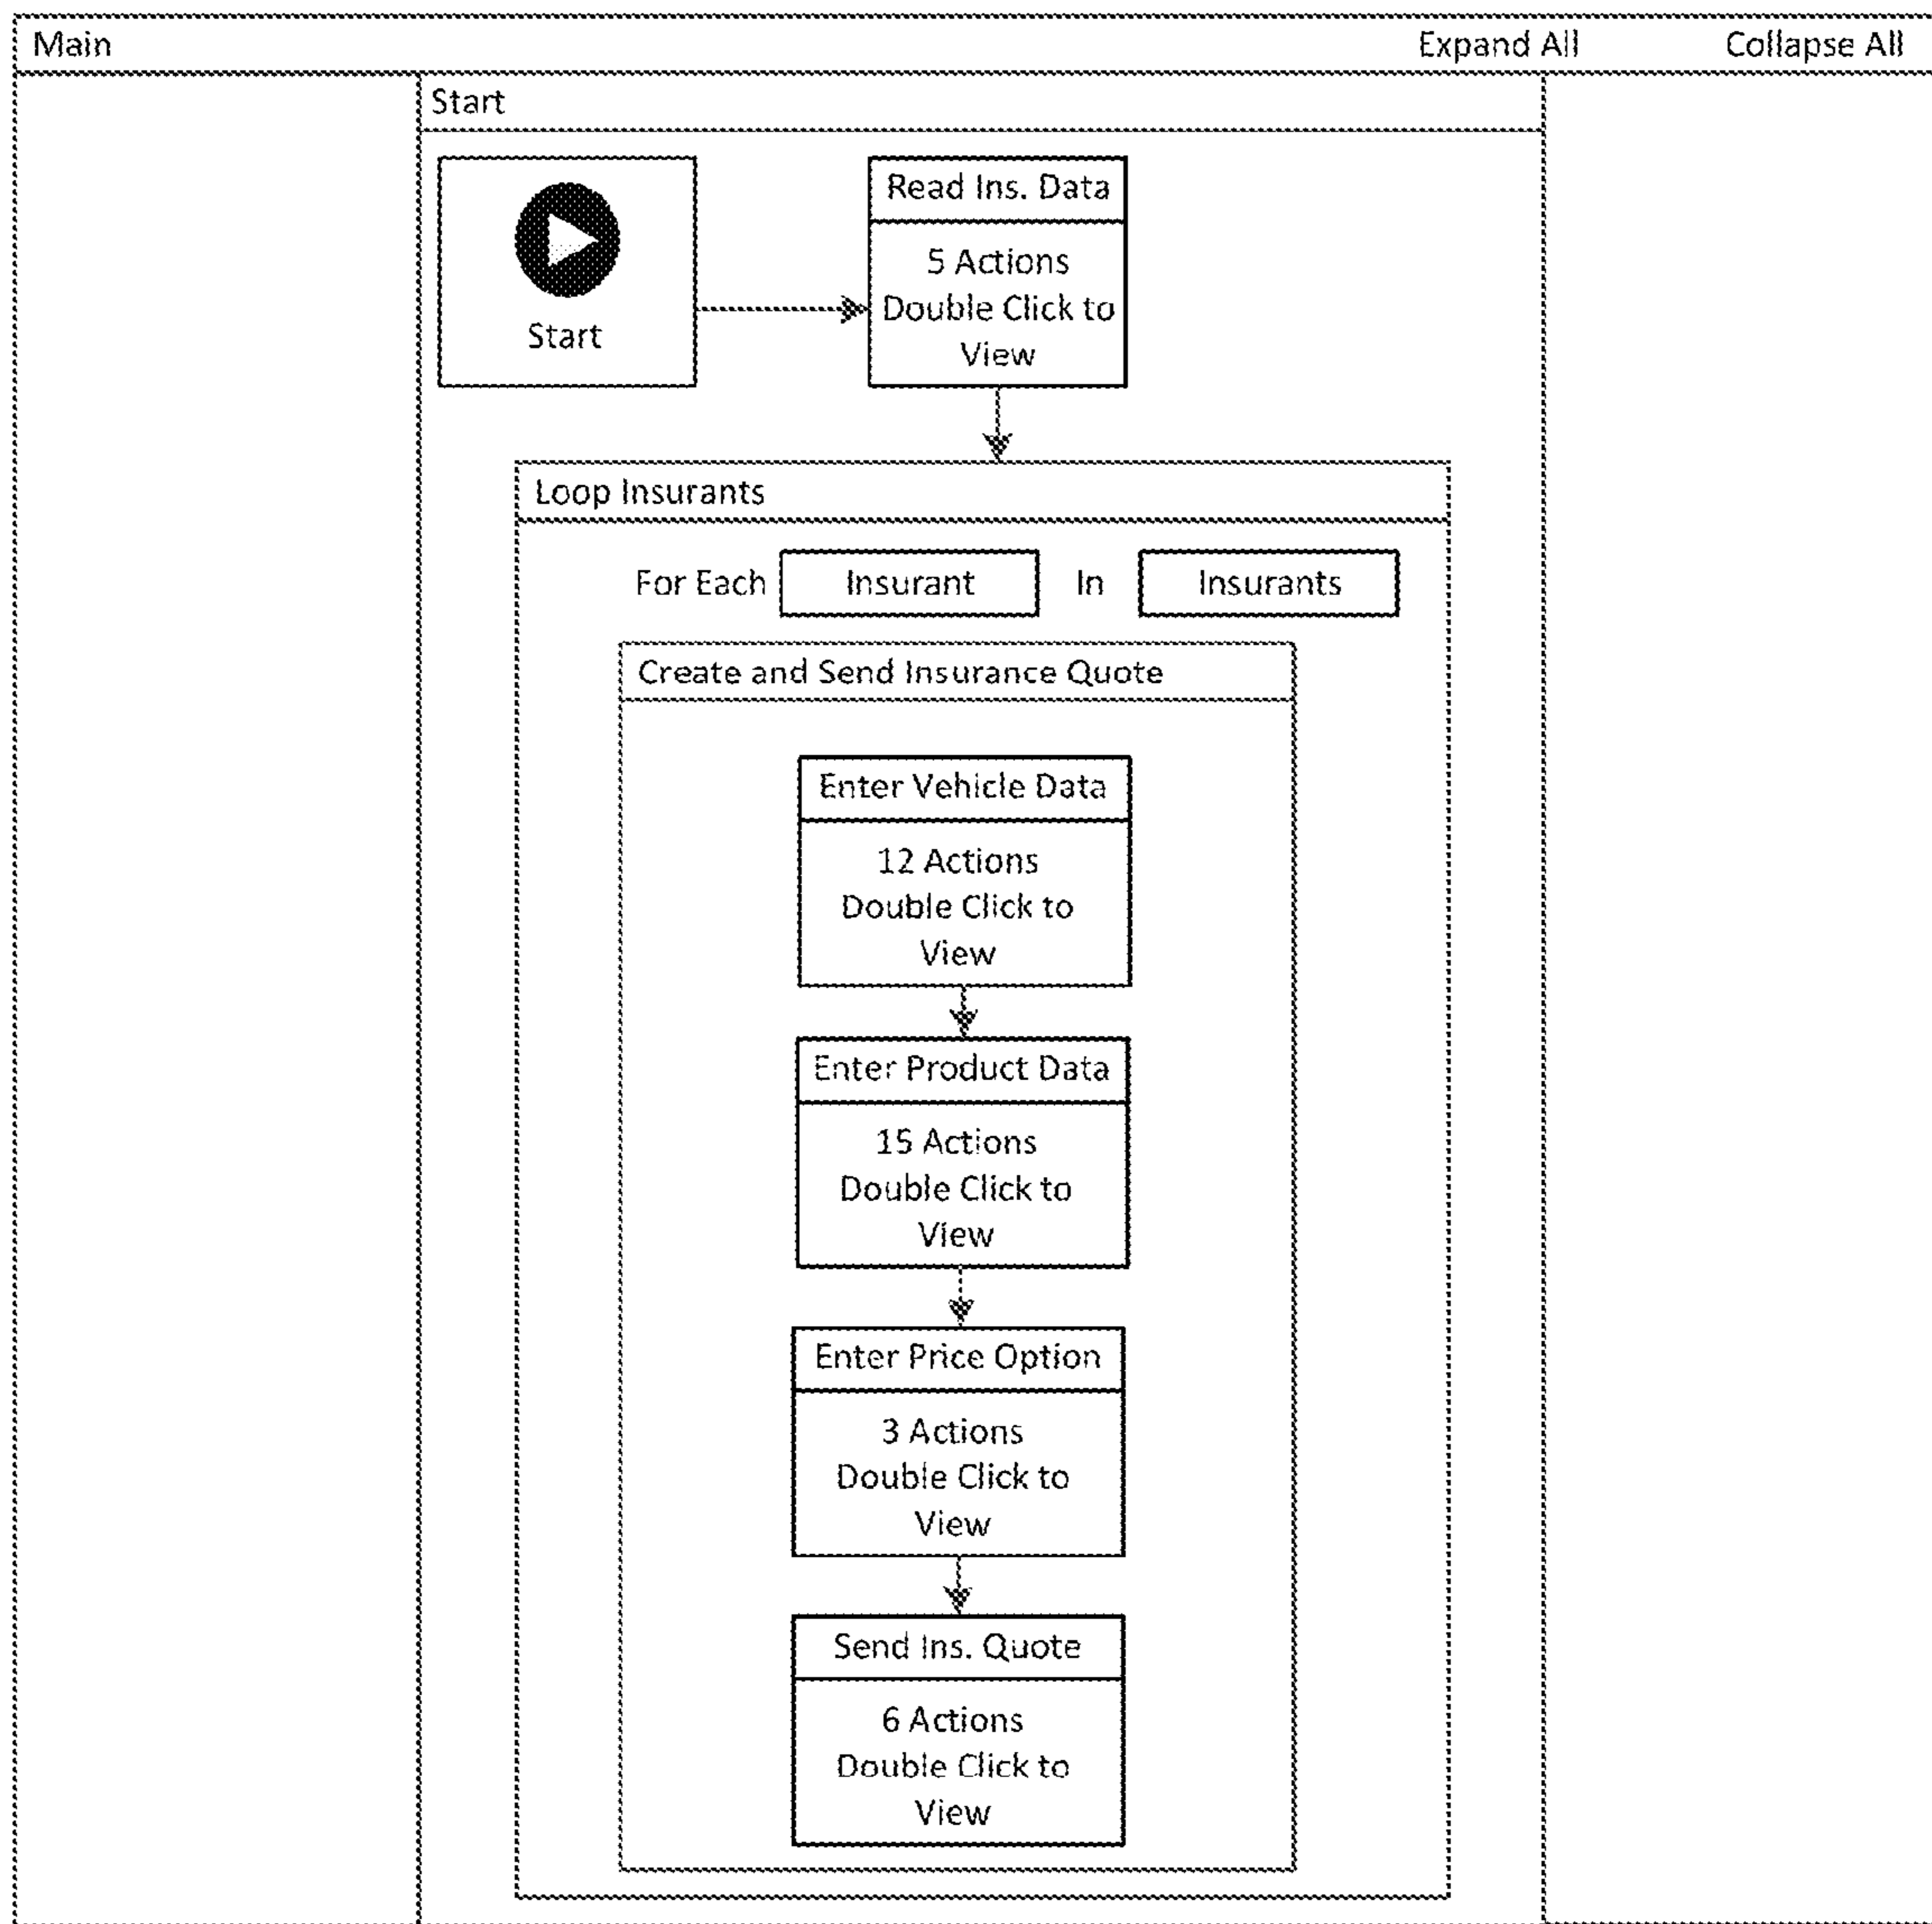 Main Expand All Collapse All
Start
Start
Read Ins. Data
5 Actions
Double Click to
View
Loop Insurants
For Each Insurant In Insurants
Create and Send Insurance Quote
Enter Vehicle Data
12 Actions
Double Click to
View
Enter Product Data
15 Actions
Double Click to
View
Enter Price Option
3 Actions
Double Click to
View
Send Ins. Quote
6 Actions
Double Click to
View